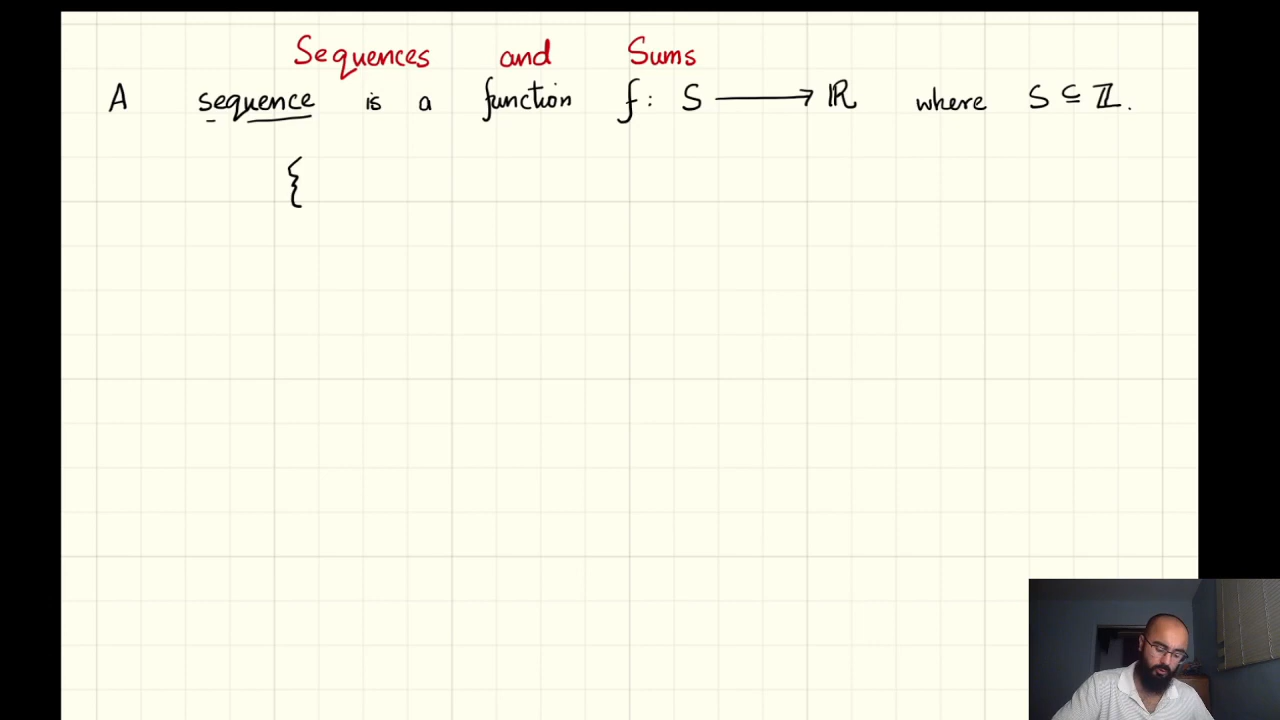 Sequences and Sums
A sequence is a function f: S ⟶ ℝ where S ⊆ ℤ.
{